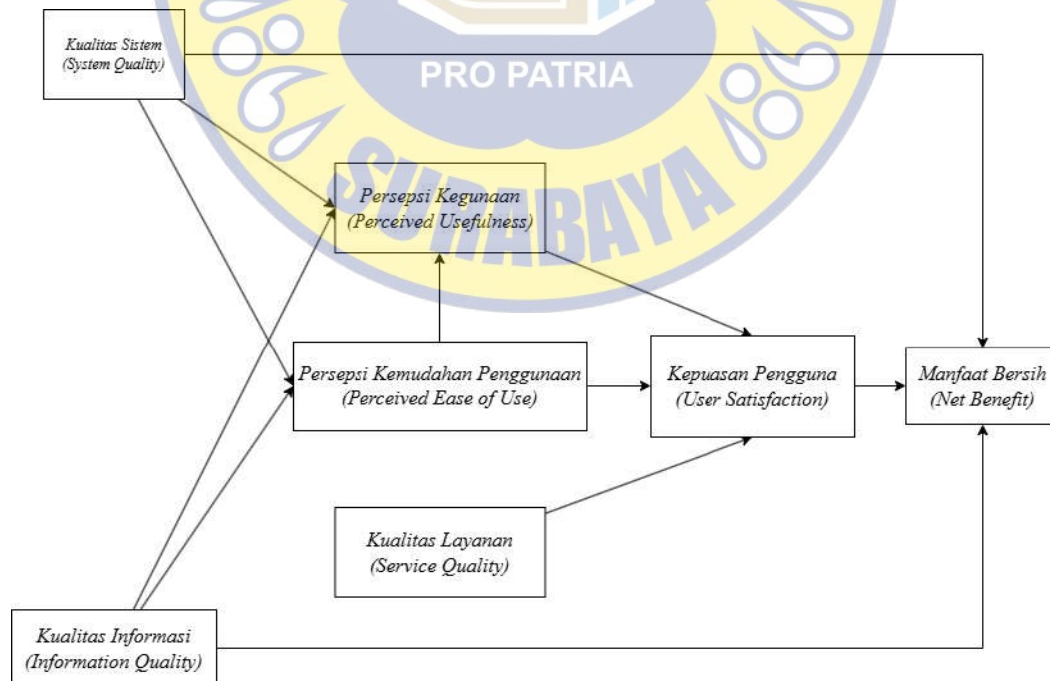 Kualitas Sistem
(System Quality)
PRO PATRIA
SURABAYA
Persepsi Kegunaan
(Perceived Usefulness)
Persepsi Kemudahan Penggunaan
(Perceived Ease of Use)
Kepuasan Pengguna
(User Satisfaction)
Manfaat Bersih
(Net Benefit)
Kualitas Layanan
(Service Quality)
Kualitas Informasi
(Information Quality)